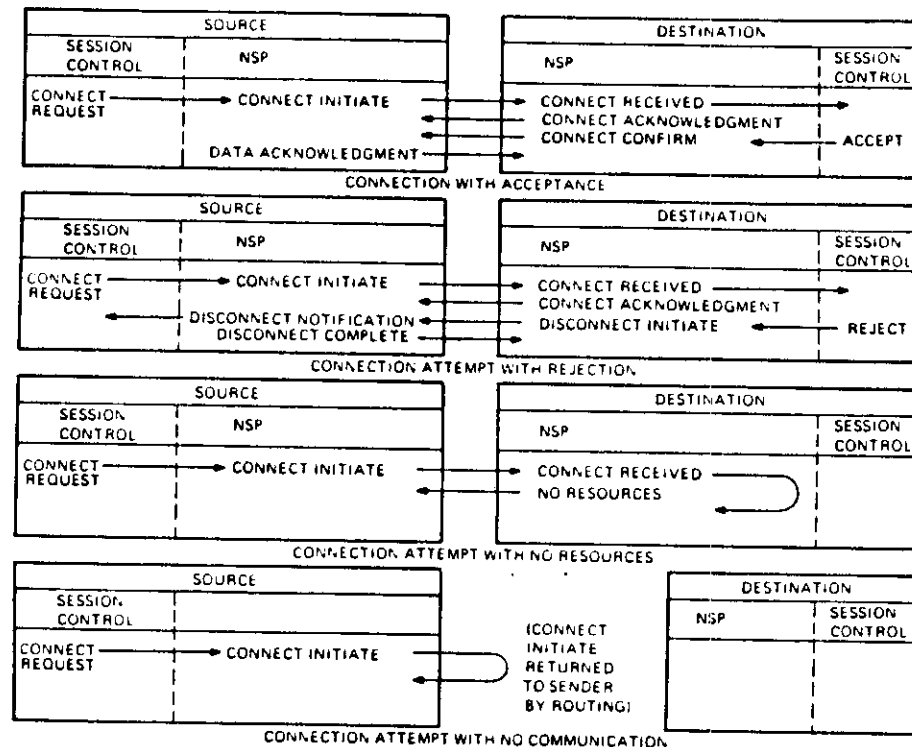 SOURCE
DESTINATION
SESSION CONTROL
NSP
NSP
SESSION CONTROL
CONNECT REQUEST
CONNECT INITIATE
CONNECT RECEIVED
CONNECT ACKNOWLEDGMENT
CONNECT CONFIRM
ACCEPT
DATA ACKNOWLEDGMENT
CONNECTION WITH ACCEPTANCE
SOURCE
DESTINATION
SESSION CONTROL
NSP
NSP
SESSION CONTROL
CONNECT REQUEST
CONNECT INITIATE
CONNECT RECEIVED
CONNECT ACKNOWLEDGMENT
DISCONNECT NOTIFICATION
DISCONNECT INITIATE
REJECT
DISCONNECT COMPLETE
CONNECTION ATTEMPT WITH REJECTION
SOURCE
DESTINATION
SESSION CONTROL
NSP
NSP
SESSION CONTROL
CONNECT REQUEST
CONNECT INITIATE
CONNECT RECEIVED
NO RESOURCES
CONNECTION ATTEMPT WITH NO RESOURCES
SOURCE
DESTINATION
SESSION CONTROL
NSP
SESSION CONTROL
CONNECT REQUEST
CONNECT INITIATE
(CONNECT
INITIATE
RETURNED
TO SENDER
BY ROUTING)
CONNECTION ATTEMPT WITH NO COMMUNICATION